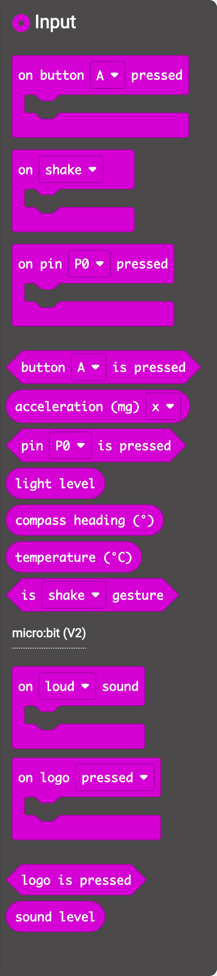 Input
on button A pressed
on shake
on pin P0 pressed
button A is pressed
acceleration (mg) x
pin P0 is pressed
light level
compass heading (°)
temperature (°C)
is shake gesture
micro:bit (V2)
on loud sound
on logo pressed
logo is pressed
sound level